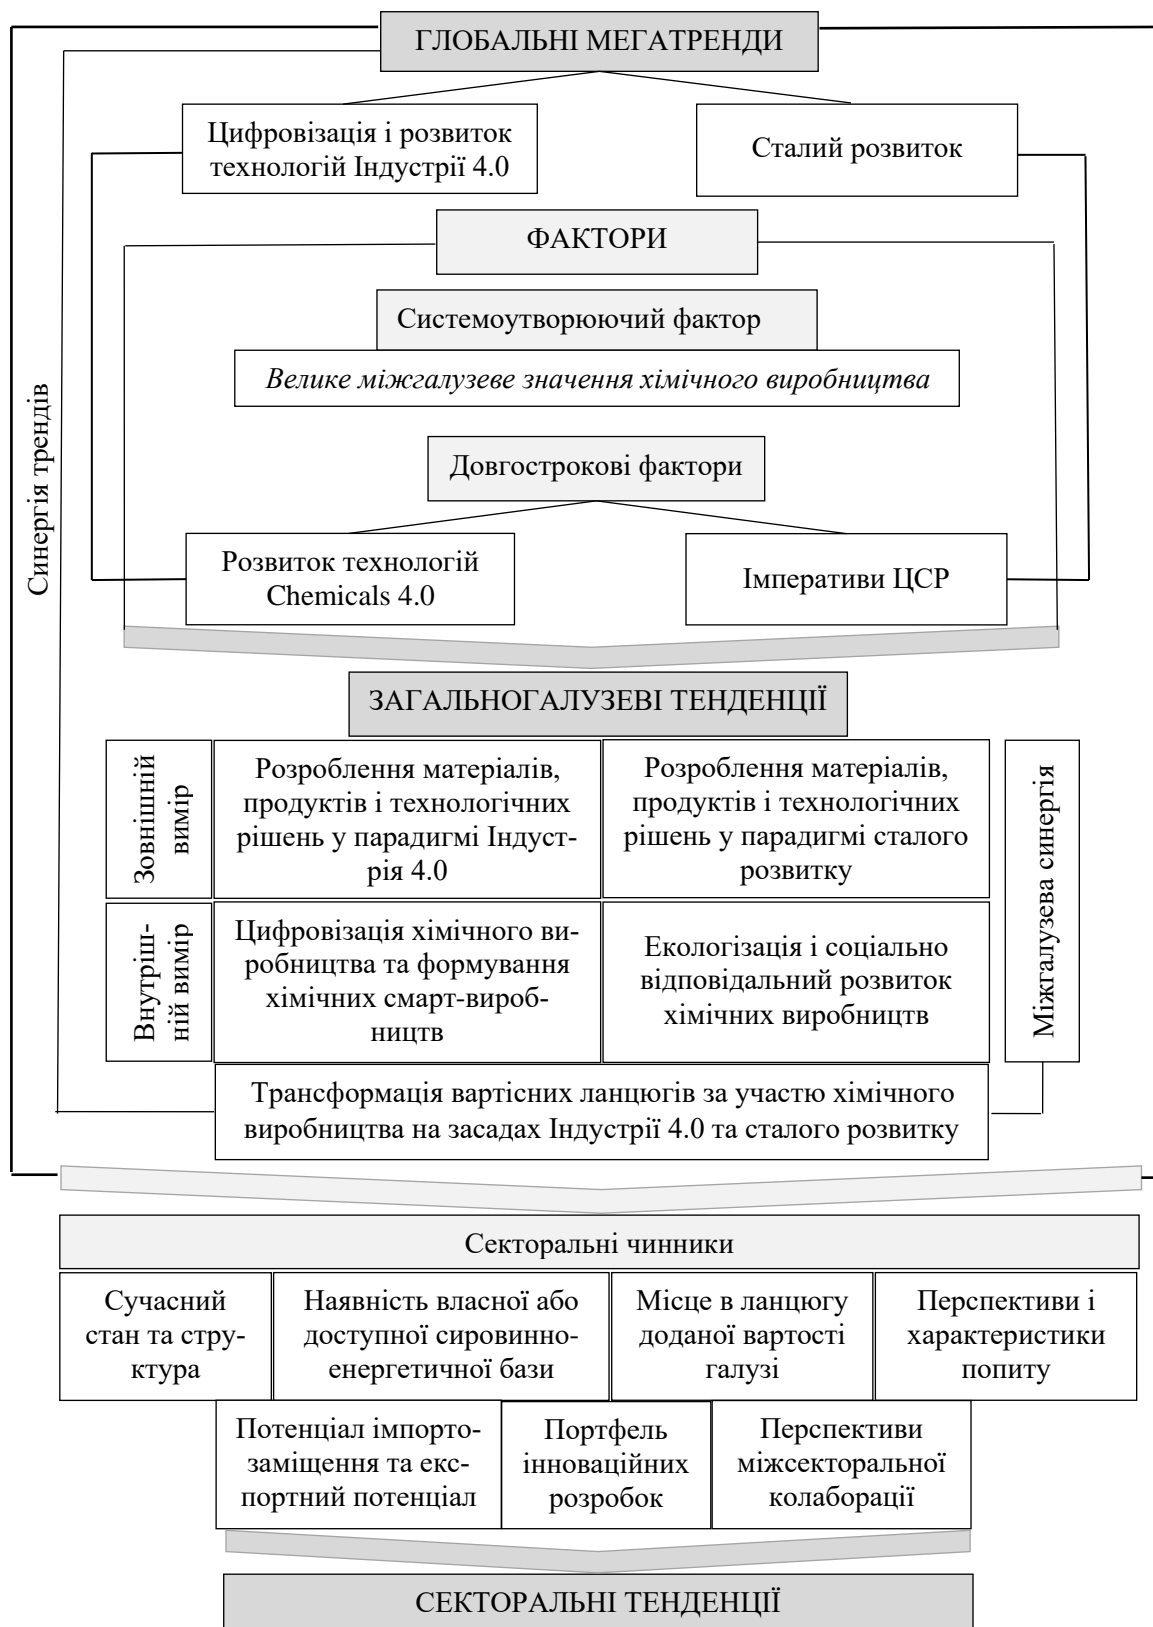 ГЛОБАЛЬНІ МЕГАТРЕНДИ
Цифровізація і розвиток
технологій Індустрії 4.0
Сталий розвиток
ФАКТОРИ
Системоутворюючий фактор
Велике міжгалузеве значення хімічного виробництва
Довгострокові фактори
Синергія трендів
Розвиток технологій
Chemicals 4.0
Імперативи ЦСР
ЗАГАЛЬНОГАЛУЗЕВІ ТЕНДЕНЦІЇ
Зовнішній
вимір
Розроблення матеріалів,
продуктів і технологічних
рішень у парадигмі Індуст-
рія 4.0
Розроблення матеріалів,
продуктів і технологічних
рішень у парадигмі сталого
розвитку
Міжгалузева синергія
Внутріш-
ній вимір
Цифровізація хімічного ви-
робництва та формування
хімічних смарт-вироб-
ництв
Екологізація і соціально
відповідальний розвиток
хімічних виробництв
Трансформація вартісних ланцюгів за участю хімічного
виробництва на засадах Індустрії 4.0 та сталого розвитку
Секторальні чинники
Сучасний
стан та стру-
ктура
Наявність власної або
доступної сировинно-
енергетичної бази
Місце в ланцюгу
доданої вартості
галузі
Перспективи і
характеристики
попиту
Потенціал імпорто-
заміщення та екс-
портний потенціал
Портфель
інноваційних
розробок
Перспективи
міжсекторальної
колаборації
СЕКТОРАЛЬНІ ТЕНДЕНЦІЇ